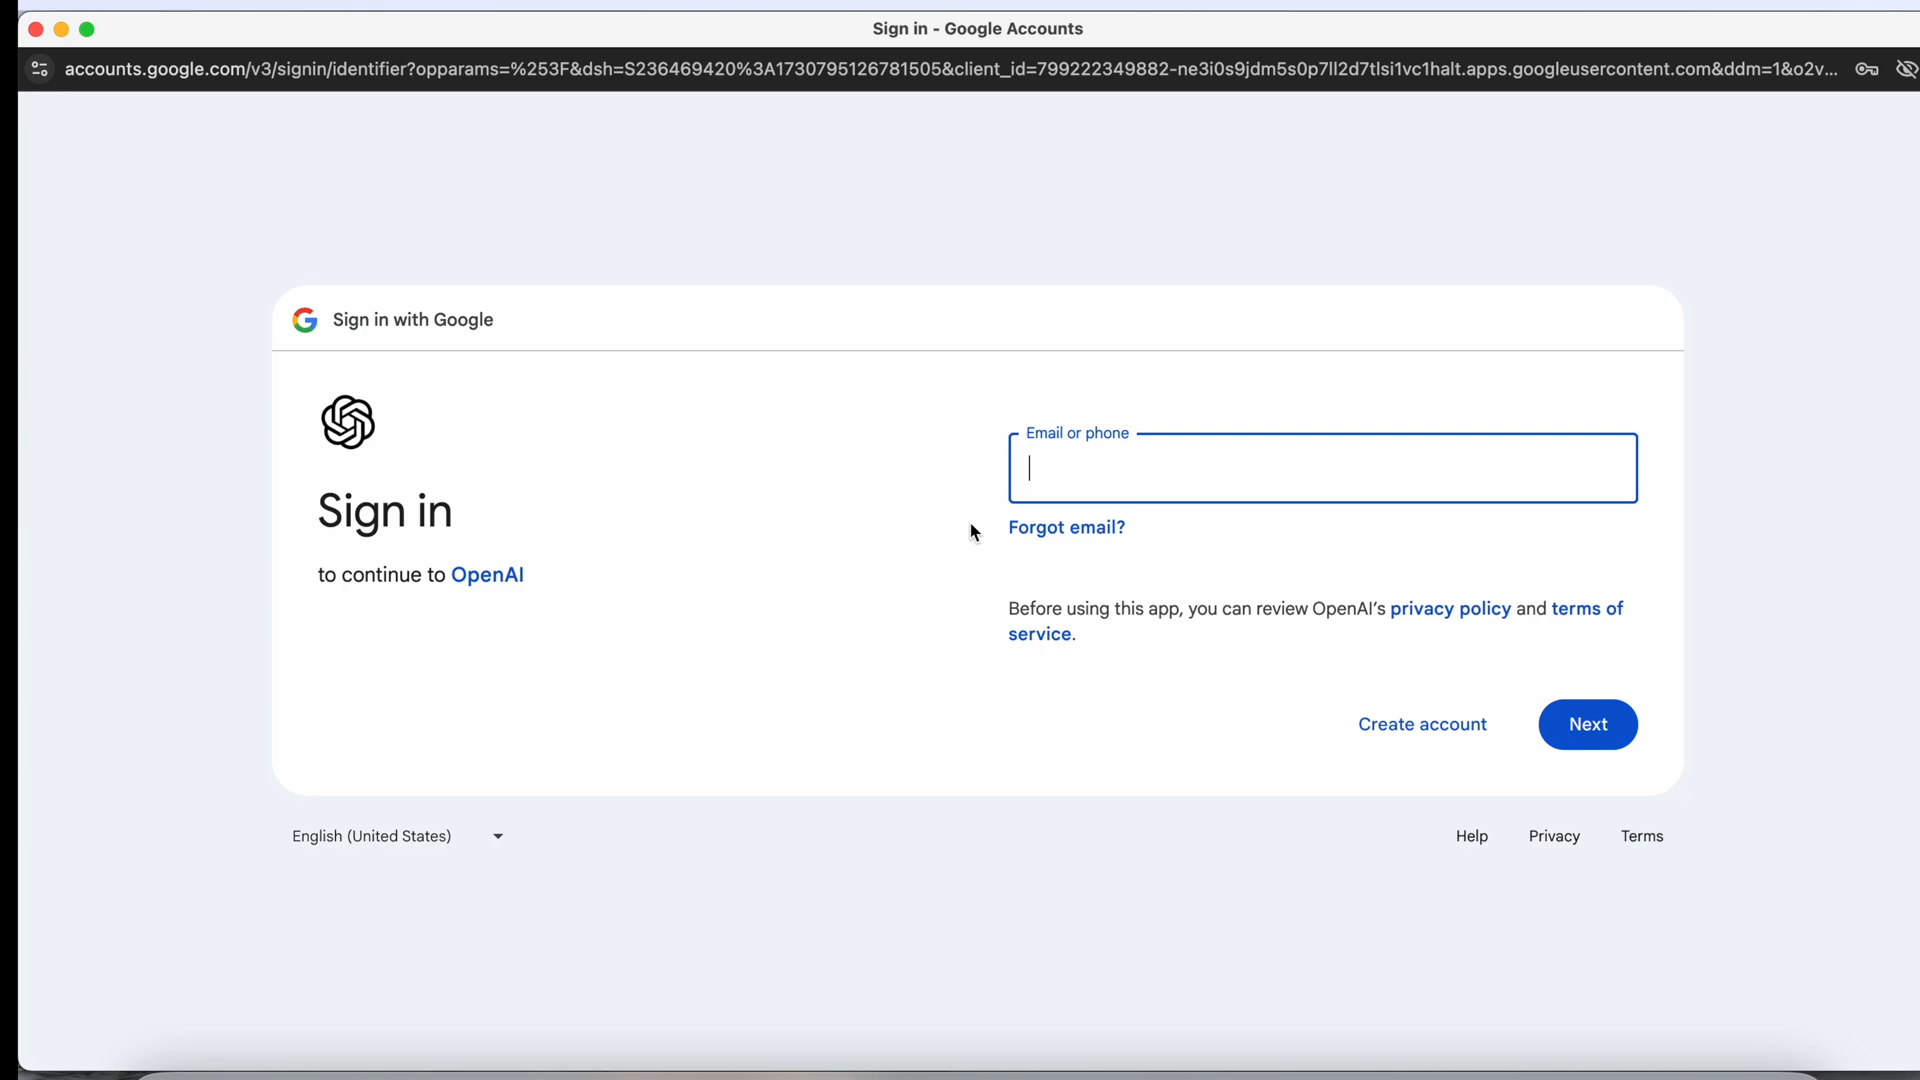 Sign in - Google Accounts
accounts.google.com/v3/signin/identifier?opparams=%253F&dsh=S236469420%3A1730795126781505&client_id=799222349882-ne3i0s9jdm5s0p7ll2d7tlsi1vc1halt.apps.googleusercontent.com&ddm=1&o2v...
Sign in with Google
Email or phone
Sign in
Forgot email?
to continue to OpenAI
Before using this app, you can review OpenAI's privacy policy and terms of
service.
Create account
Next
English (United States)
Help Privacy Terms